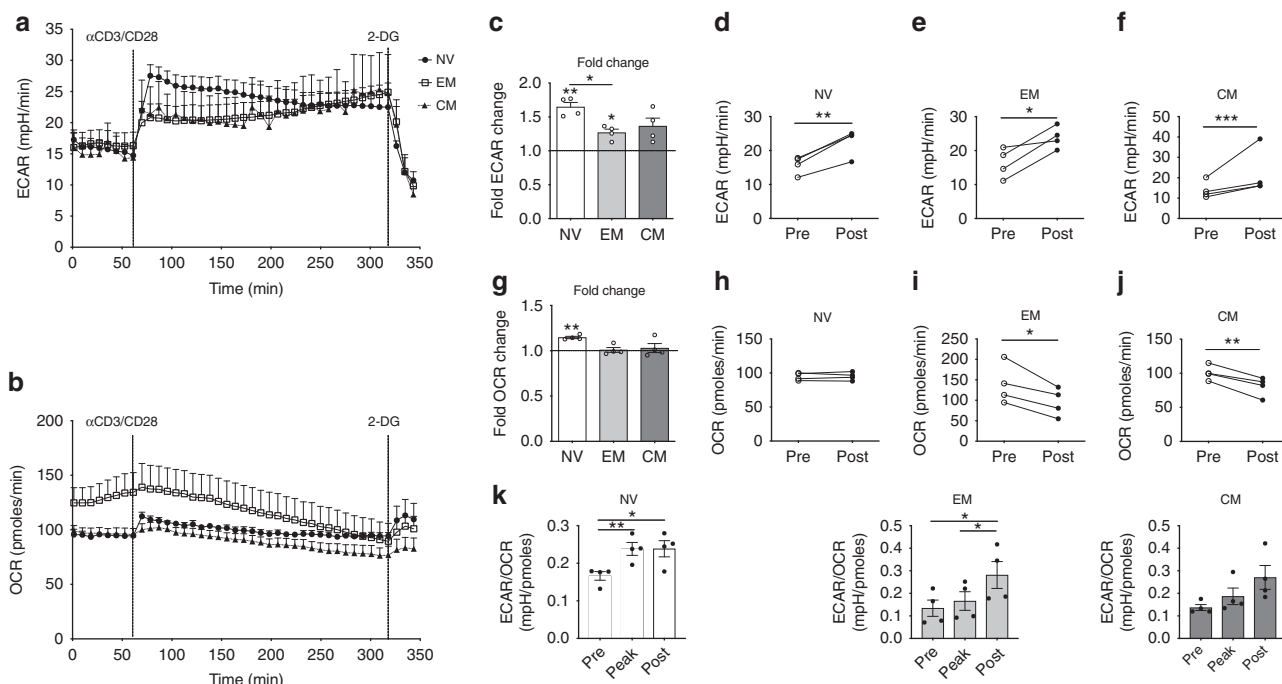 a
αCD3/CD28
2-DG
NV
EM
CM
35
30
25
20
15
10
5
0
ECAR (mpH/min)
0 50 100 150 200 250 300 350
Time (min)
b
αCD3/CD28
2-DG
200
150
100
50
0
OCR (pmoles/min)
0 50 100 150 200 250 300 350
Time (min)
c
Fold change
*
** *
2.0
1.5
1.0
0.5
0.0
Fold ECAR change
NV EM CM
d
NV
**
30
20
10
0
ECAR (mpH/min)
Pre Post
e
EM
*
30
20
10
0
ECAR (mpH/min)
Pre Post
f
CM
***
50
40
30
20
10
0
ECAR (mpH/min)
Pre Post
g
Fold change
**
1.5
1.0
0.5
0.0
Fold OCR change
NV EM CM
h
NV
150
100
50
0
OCR (pmoles/min)
Pre Post
i
EM
*
250
200
150
100
50
0
OCR (pmoles/min)
Pre Post
j
CM
**
150
100
50
0
OCR (pmoles/min)
Pre Post
k
NV
*
**
0.3
0.2
0.1
0.0
ECAR/OCR
(mpH/pmoles)
Pre Peak Post
EM
*
*
0.5
0.4
0.3
0.2
0.1
0.0
ECAR/OCR
(mpH/pmoles)
Pre Peak Post
CM
0.5
0.4
0.3
0.2
0.1
0.0
ECAR/OCR
(mpH/pmoles)
Pre Peak Post